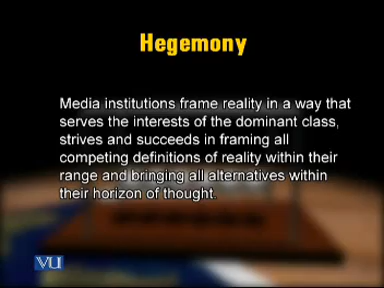 Hegemony
Media institutions frame reality in a way that
serves the interests of the dominant class,
strives and succeeds in framing all
competing definitions of reality within their
range and bringing all alternatives within
their horizon of thought.
VU